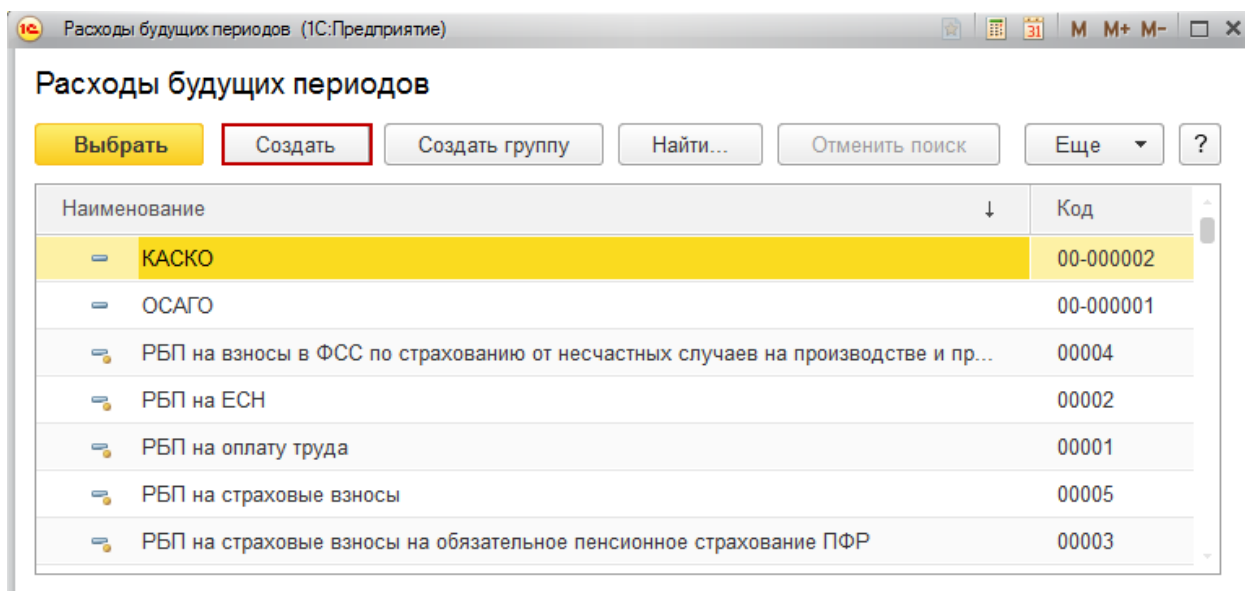 1С Расходы будущих периодов (1С:Предприятие) 31 M M+ M-
Расходы будущих периодов
Выбрать Создать Создать группу Найти... Отменить поиск Еще ?
Наименование ↓ Код
КАСКО 00-000002
ОСАГО 00-000001
РБП на взносы в ФСС по страхованию от несчастных случаев на производстве и пр... 00004
РБП на ЕСН 00002
РБП на оплату труда 00001
РБП на страховые взносы 00005
РБП на страховые взносы на обязательное пенсионное страхование ПФР 00003